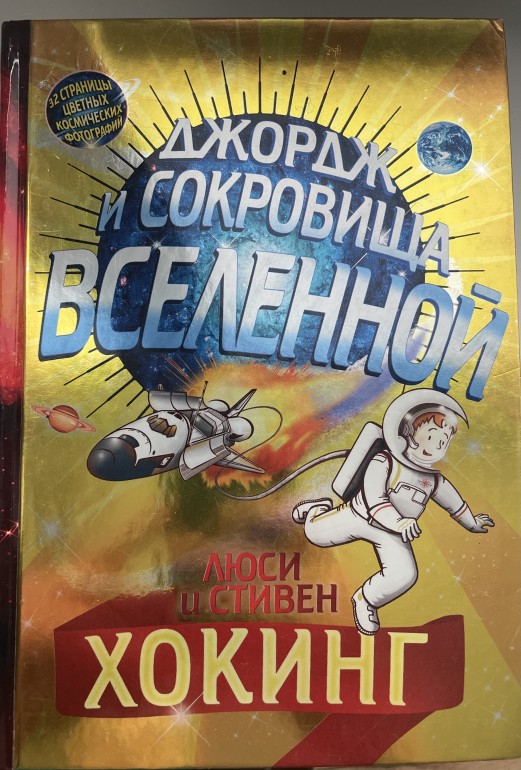 32 СТРАНИЦЫ
ЦВЕТНЫХ
КОСМИЧЕСКИХ
ФОТОГРАФИЙ
ДЖОРДЖ
И СОКРОВИЩА
ВСЕЛЕННОЙ
ЛЮСИ
и СТИВЕН
ХОКИНГ